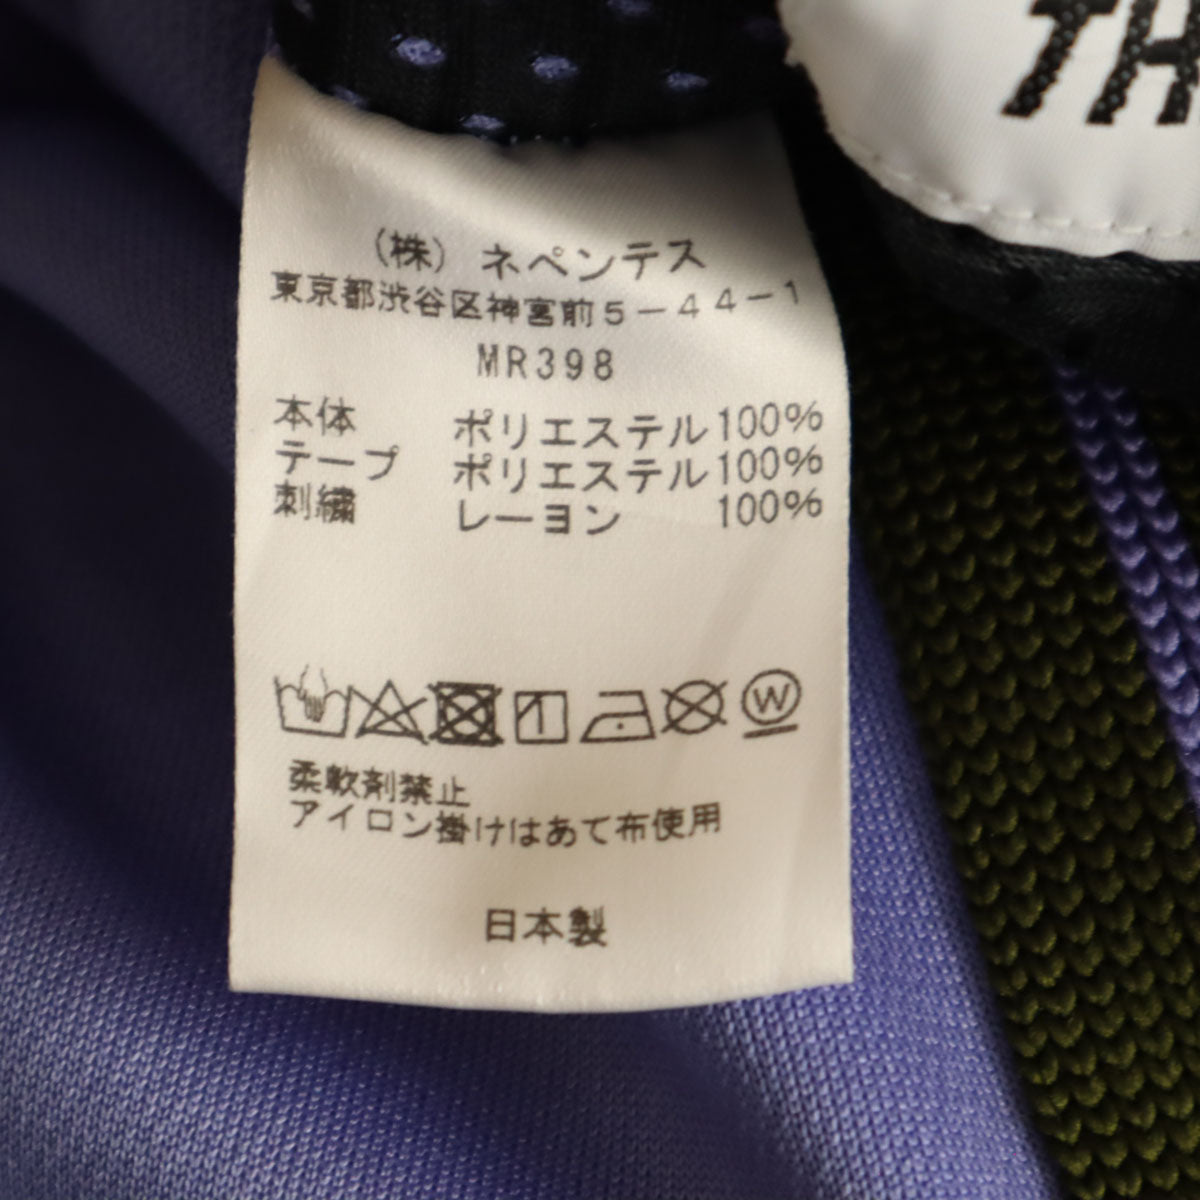 TH
(株) ネペンテス
東京都渋谷区神宮前5-44-1
MR398
本体 ポリエステル100%
テープ ポリエステル100%
刺繍 レーヨン 100%
W
柔軟剤禁止
アイロン掛けはあて布使用
日本製